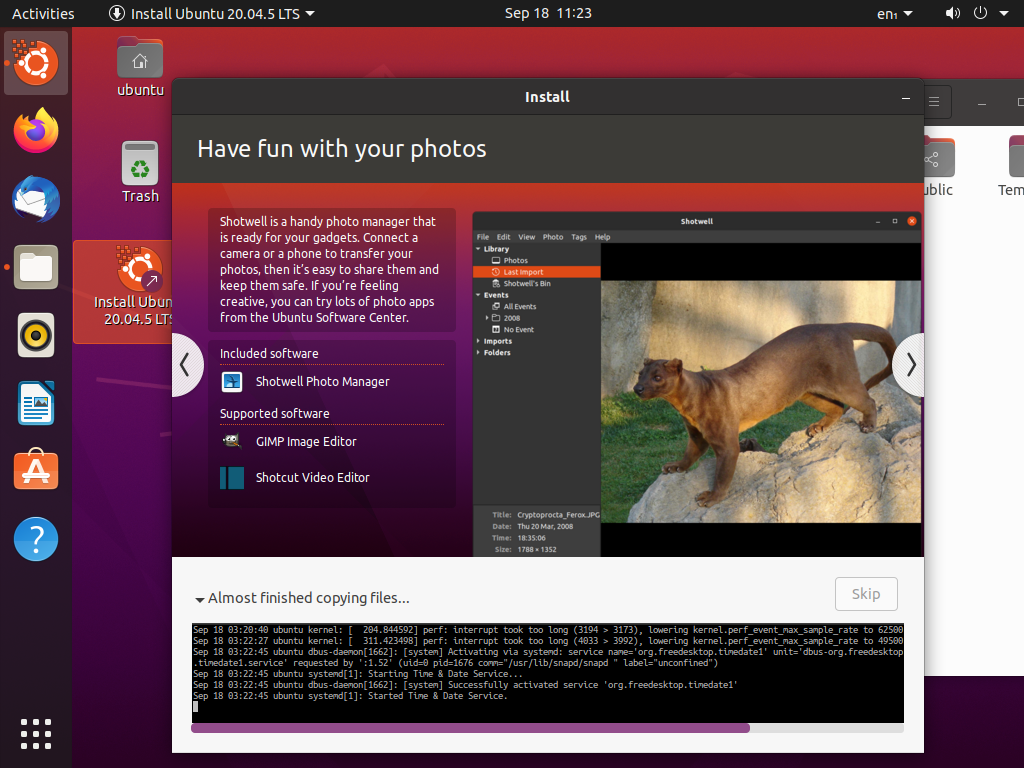 Activities
Install Ubuntu 20.04.5 LTS
Sep 18 11:23
en₁
ubuntu
Trash
Install Ubun
20.04.5 LTS
ublic
Tem
Install
Have fun with your photos
Shotwell is a handy photo manager that
is ready for your gadgets. Connect a
camera or a phone to transfer your
photos, then it's easy to share them and
keep them safe. If you're feeling
creative, you can try lots of photo apps
from the Ubuntu Software Center.
Included software
Shotwell Photo Manager
Supported software
GIMP Image Editor
Shotcut Video Editor
Shotwell
File Edit View Photo Tags Help
Library
Photos
Last Import
Shotwell's Bin
Events
All Events
2008
No Event
Imports
Folders
Title: Cryptoprocta_Ferox.JPG
Date: Thu 20 Mar, 2008
Time: 18:35:06
Size: 1788 × 1352
Almost finished copying files...
Skip
Sep 18 03:20:40 ubuntu kernel: [  204.844592] perf: interrupt took too long (3194 > 3173), lowering kernel.perf_event_max_sample_rate to 62500
Sep 18 03:22:27 ubuntu kernel: [  311.423498] perf: interrupt took too long (4033 > 3992), lowering kernel.perf_event_max_sample_rate to 49500
Sep 18 03:22:45 ubuntu dbus-daemon[1662]: [system] Activating via systemd: service name='org.freedesktop.timedate1' unit='dbus-org.freedesktop
.timedate1.service' requested by ':1.52' (uid=0 pid=1676 comm="/usr/lib/snapd/snapd " label="unconfined")
Sep 18 03:22:45 ubuntu systemd[1]: Starting Time & Date Service...
Sep 18 03:22:45 ubuntu dbus-daemon[1662]: [system] Successfully activated service 'org.freedesktop.timedate1'
Sep 18 03:22:45 ubuntu systemd[1]: Started Time & Date Service.